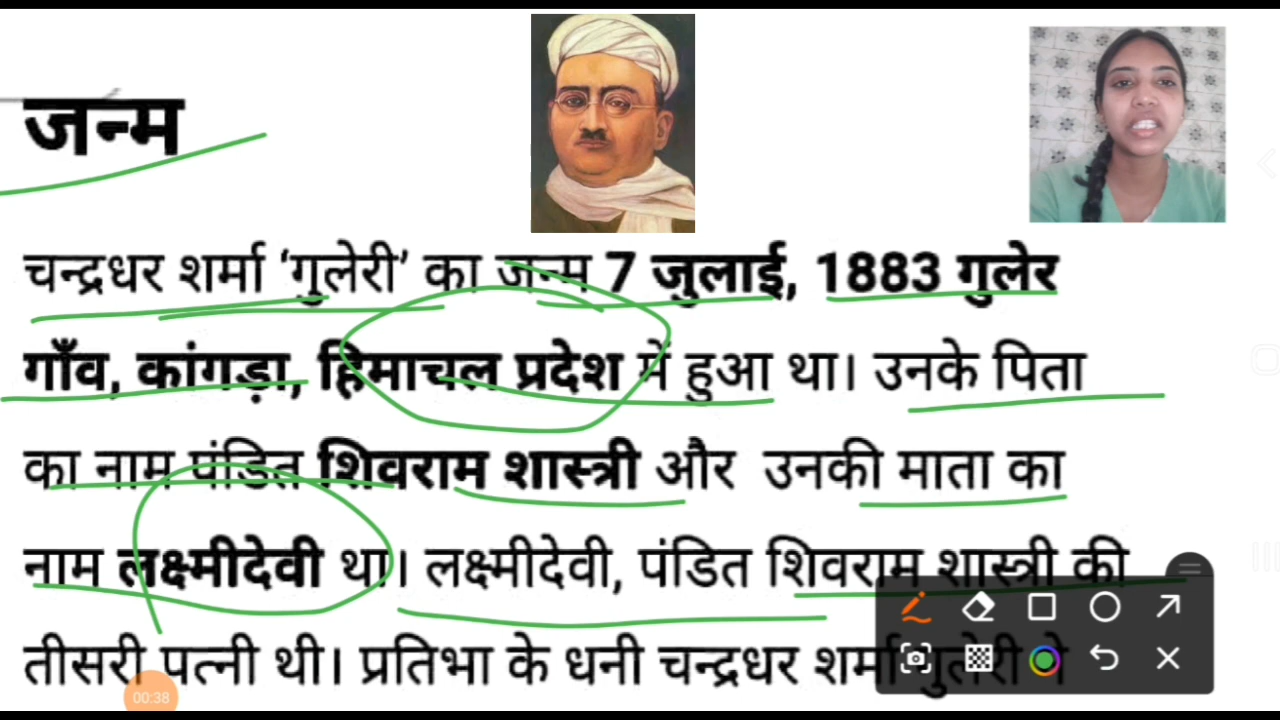 जन्म
चन्द्रधर शर्मा ‘गुलेरी’ का जन्म 7 जुलाई, 1883 गुलेर
गाँव, कांगड़ा, हिमाचल प्रदेश में हुआ था। उनके पिता
का नाम पंडित शिवराम शास्त्री और उनकी माता का
नाम लक्ष्मीदेवी था। लक्ष्मीदेवी, पंडित शिवराम शास्त्री की
तीसरी पत्नी थी। प्रतिभा के धनी चन्द्रधर शर्मा गुलेरी ने
00:38